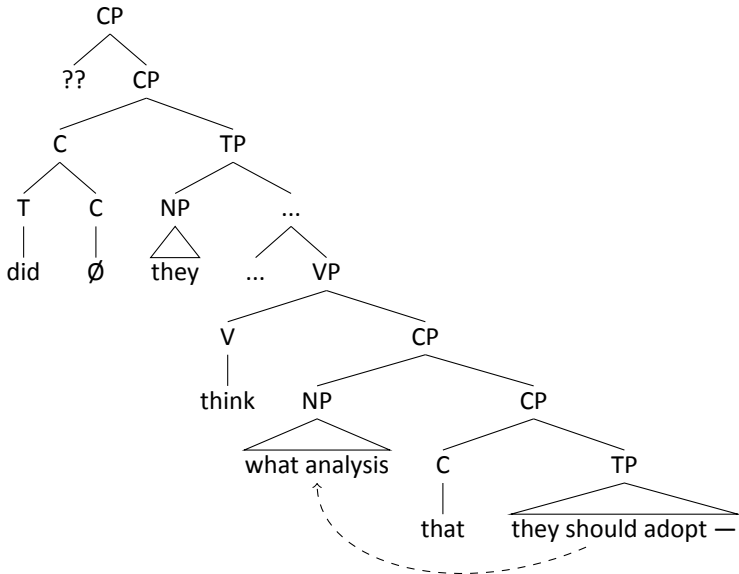 CP
?? CP
C TP
T C NP ...
did Ø they ... VP
V CP
think NP CP
what analysis C TP
that they should adopt —